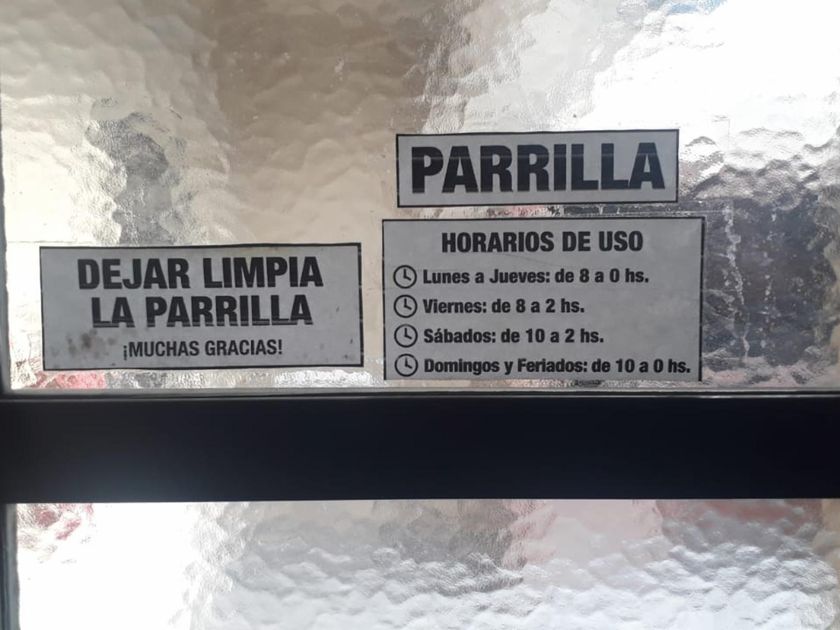 PARRILLA
HORARIOS DE USO
Lunes a Jueves: de 8 a 0 hs.
Viernes: de 8 a 2 hs.
Sábados: de 10 a 2 hs.
Domingos y Feriados: de 10 a 0 hs.
DEJAR LIMPIA
LA PARRILLA
¡MUCHAS GRACIAS!